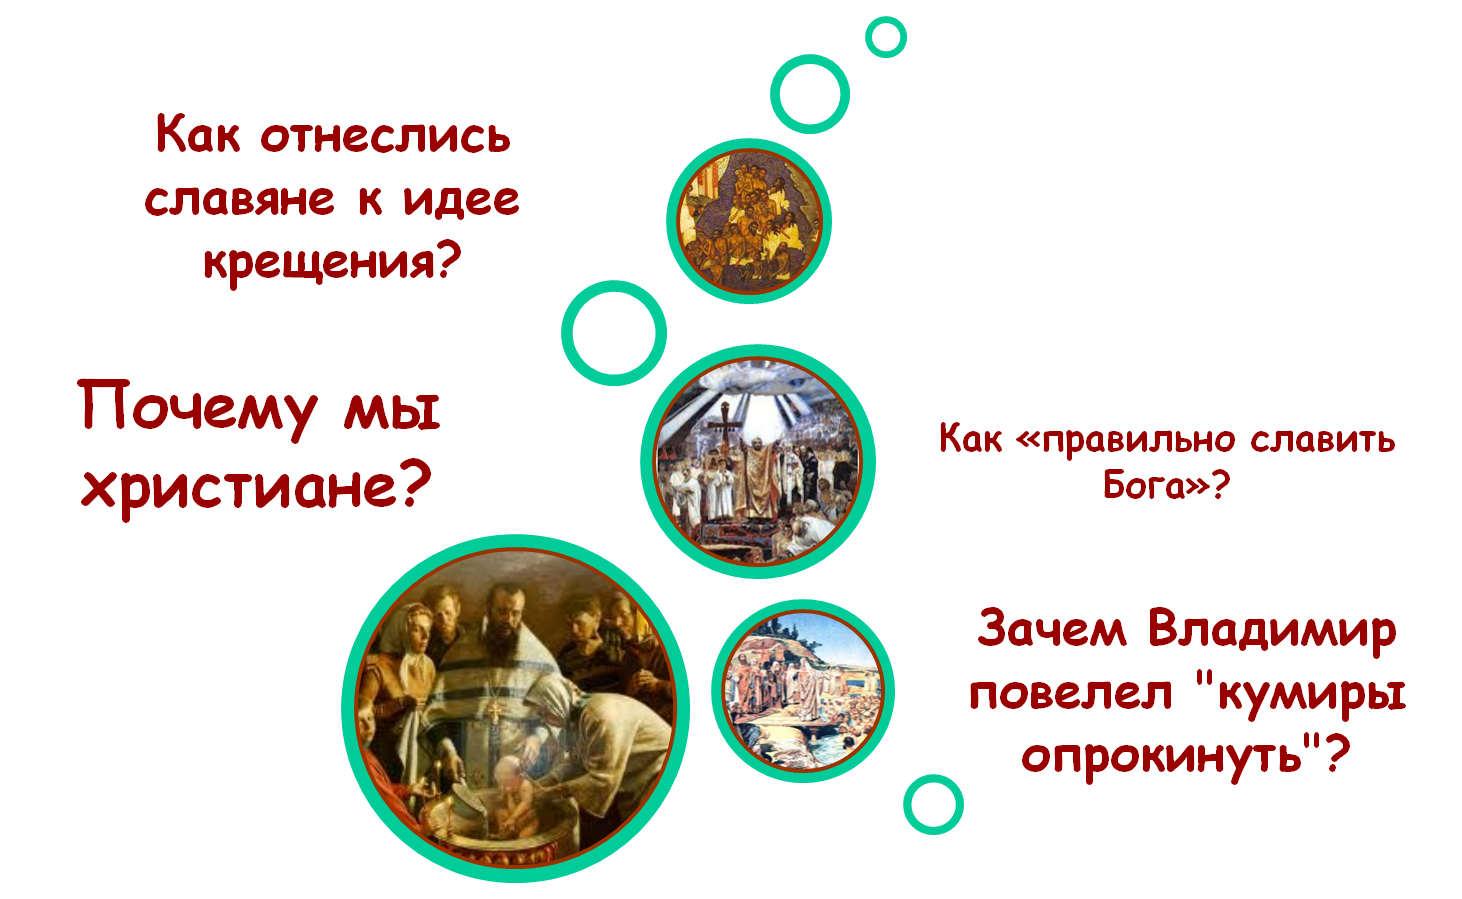 Как отнеслись
славяне к идее
крещения?
Почему мы
христиане?
Как «правильно славить
Бога»?
Зачем Владимир
повелел "кумиры
опрокинуть"?